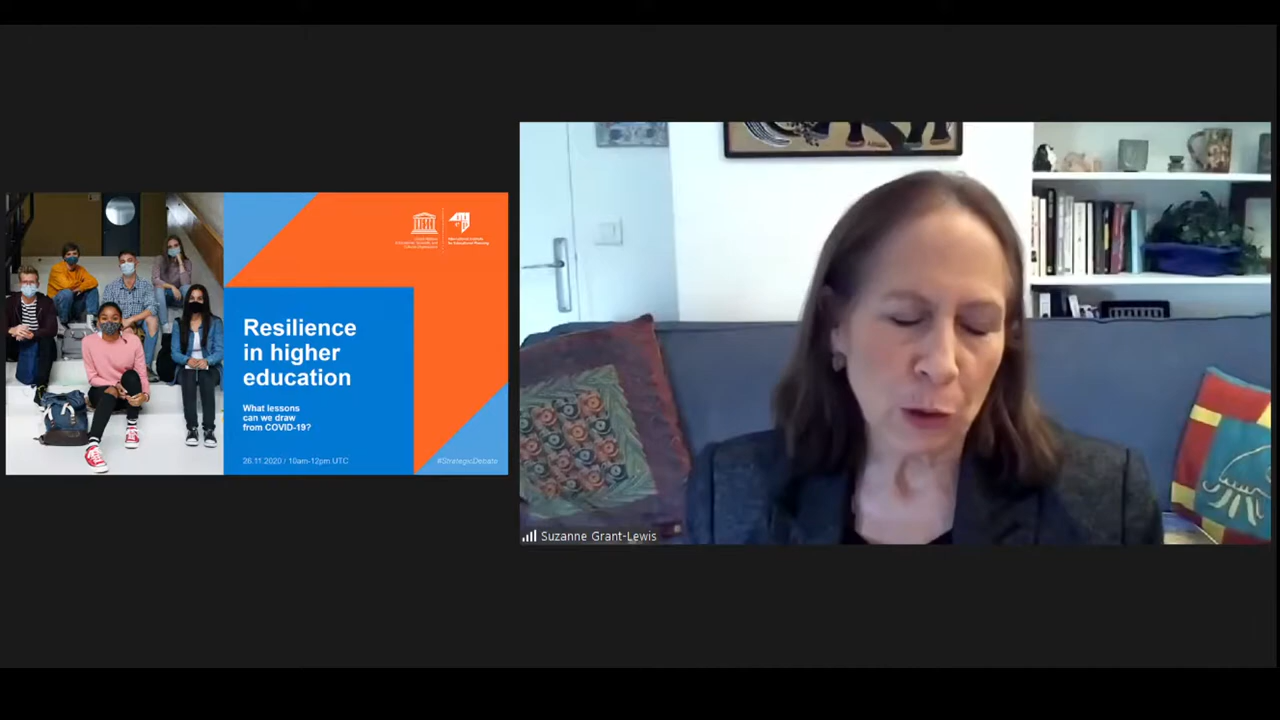 Resilience
in higher
education
What lessons
can we draw
from COVID-19?
26.11.2020 / 10am-12pm UTC
#StrategicDebate
Suzanne Grant-Lewis